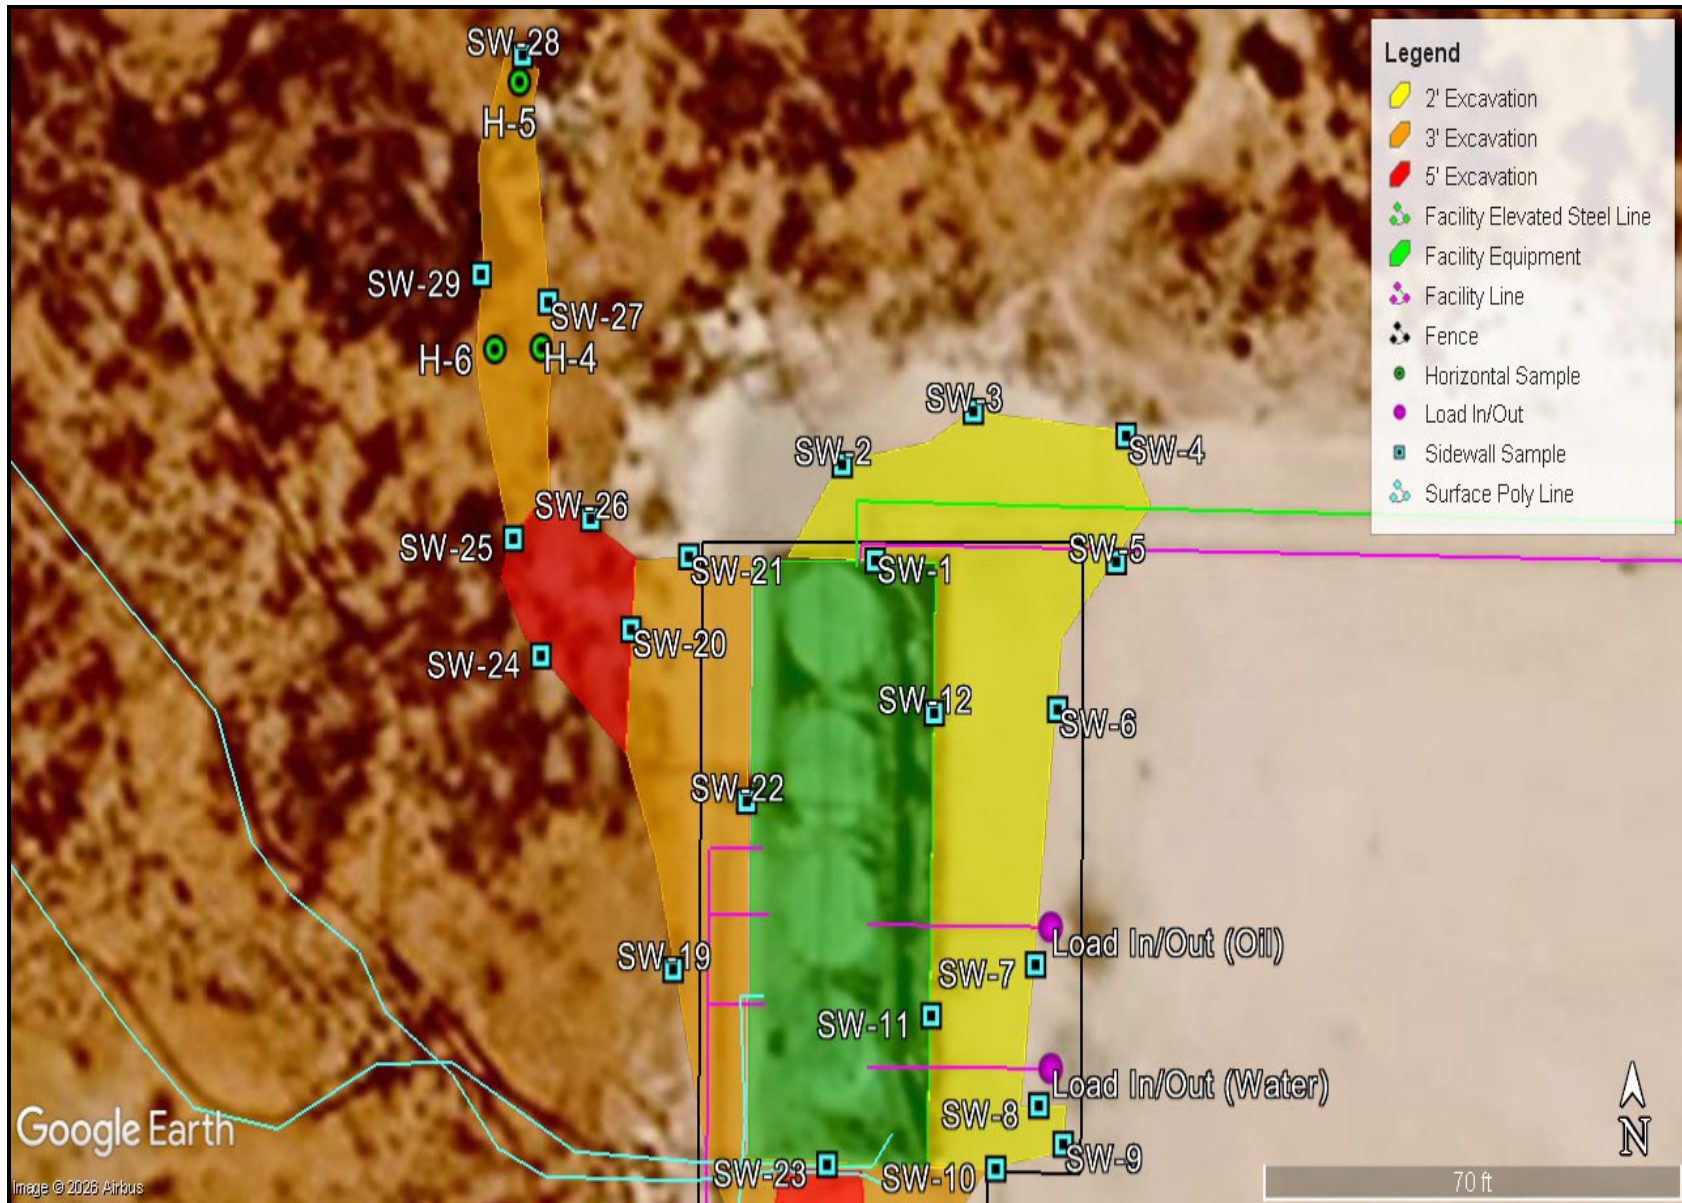 SW-28
H-5
SW-29
SW-27
H-6
H-4
SW-3
SW-2
SW-4
SW-26
SW-25
SW-5
SW-21
SW-1
SW-20
SW-24
SW-12
SW-6
SW-22
SW-19
Load In/Out (Oil)
SW-7
SW-11
Load In/Out (Water)
SW-8
SW-9
SW-23
SW-10
Legend
2' Excavation
3' Excavation
5' Excavation
Facility Elevated Steel Line
Facility Equipment
Facility Line
Fence
Horizontal Sample
Load In/Out
Sidewall Sample
Surface Poly Line
Google Earth
Image © 2026 Airbus
N
70 ft